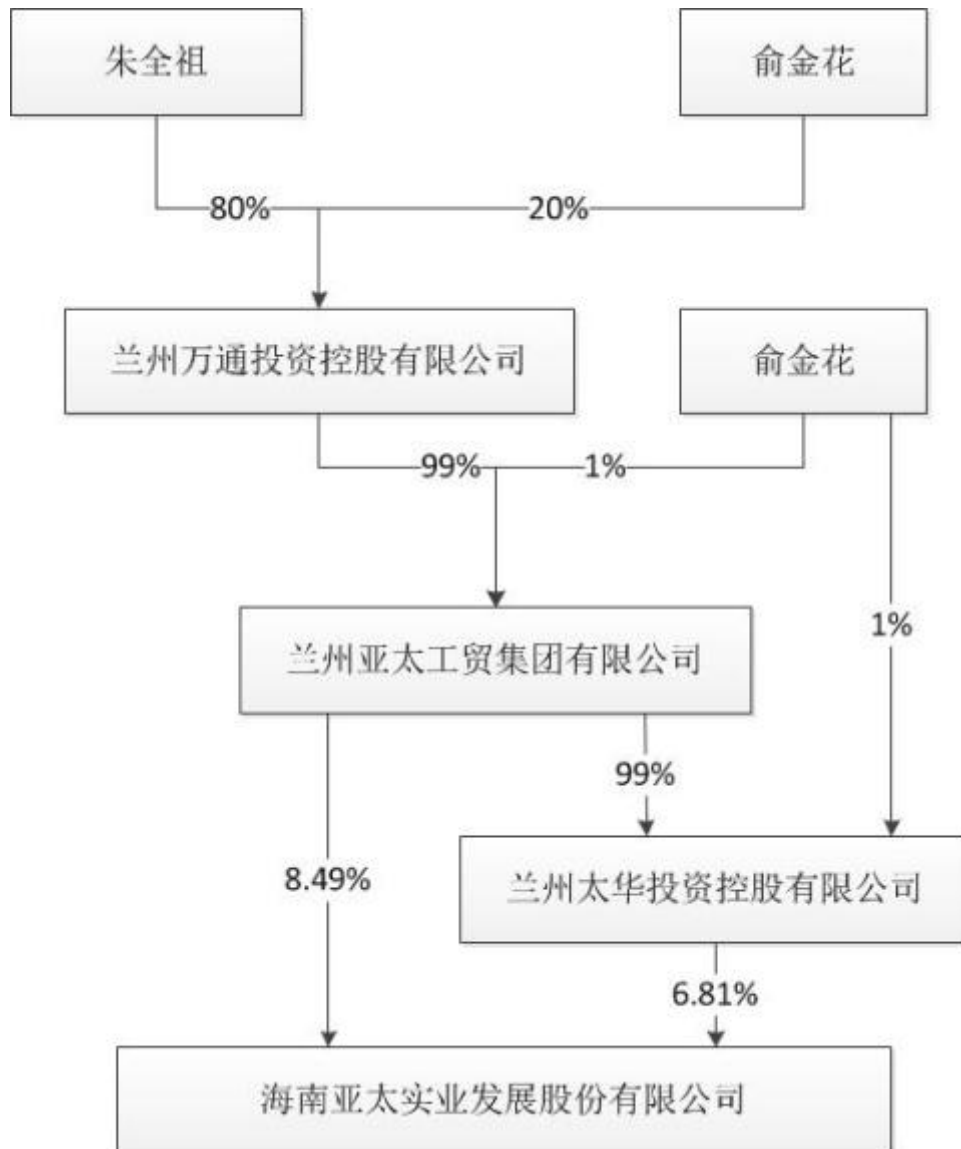 朱全祖
俞金花
80%
20%
兰州万通投资控股有限公司
俞金花
99%
1%
兰州亚太工贸集团有限公司
1%
99%
8.49%
兰州太华投资控股有限公司
6.81%
海南亚太实业发展股份有限公司